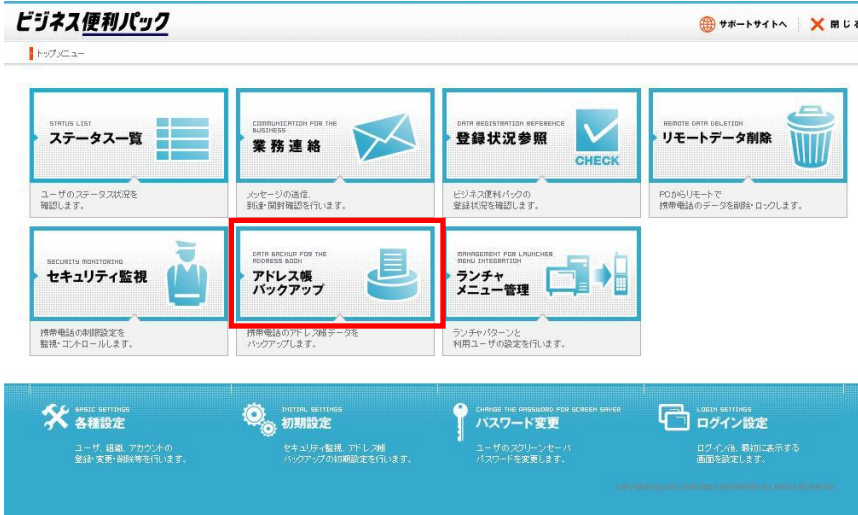 ビジネス便利パック
サポートサイトへ
閉じる
トップメニュー
STATUS LIST
ステータス一覧
ユーザのステータス状況を
確認します。
COMMUNICATION FOR THE
BUSINESS
業務連絡
メッセージの送信、
到達・開封確認を行います。
DATA REGISTRATION REFERENCE
登録状況参照
CHECK
ビジネス便利パックの
登録状況を確認します。
REMOTE DATA DELETION
リモートデータ削除
PCからリモートで
携帯電話のデータを削除・ロックします。
SECURITY MONITORING
セキュリティ監視
携帯電話の制限設定を
監視・コントロールします。
DATA BACKUP FOR THE
ADDRESS BOOK
アドレス帳
バックアップ
携帯電話のアドレス帳データを
バックアップします。
MANAGEMENT FOR LAUNCHER
MENU INTEGRATION
ランチャ
メニュー管理
ランチャパターンと
利用ユーザの設定を行います。
BASIC SETTINGS
各種設定
ユーザ、組織、アカウントの
登録・変更・削除等を行います。
INITIAL SETTINGS
初期設定
セキュリティ監視、アドレス帳
バックアップの初期設定を行います。
CHANGE THE PASSWORD FOR SCREEN SAVER
パスワード変更
ユーザのスクリーンセーバ
パスワードを変更します。
LOGIN SETTINGS
ログイン設定
ログイン後、最初に表示する
画面を設定します。